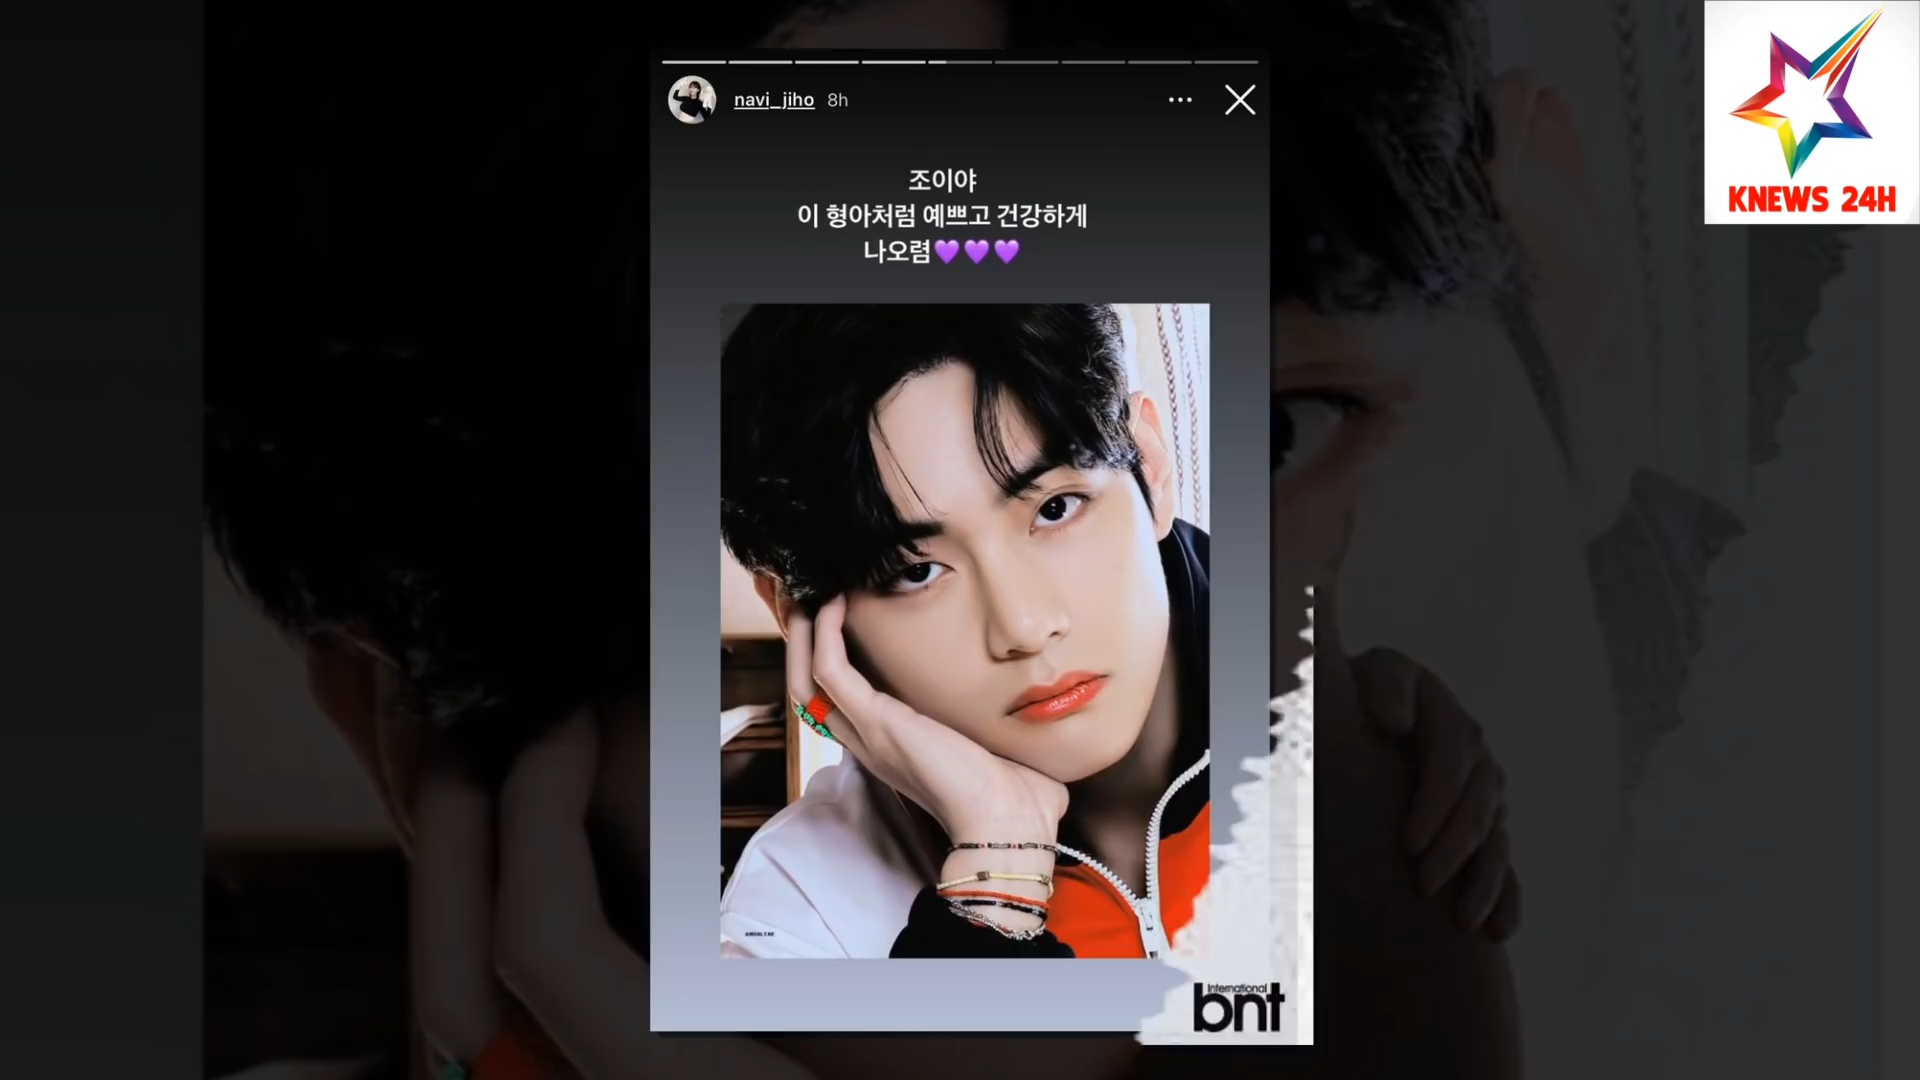 navi_jiho 8h
조이야
이 형아처럼 예쁘고 건강하게
나오렴💜💜💜
KNEWS 24H
International
bnt